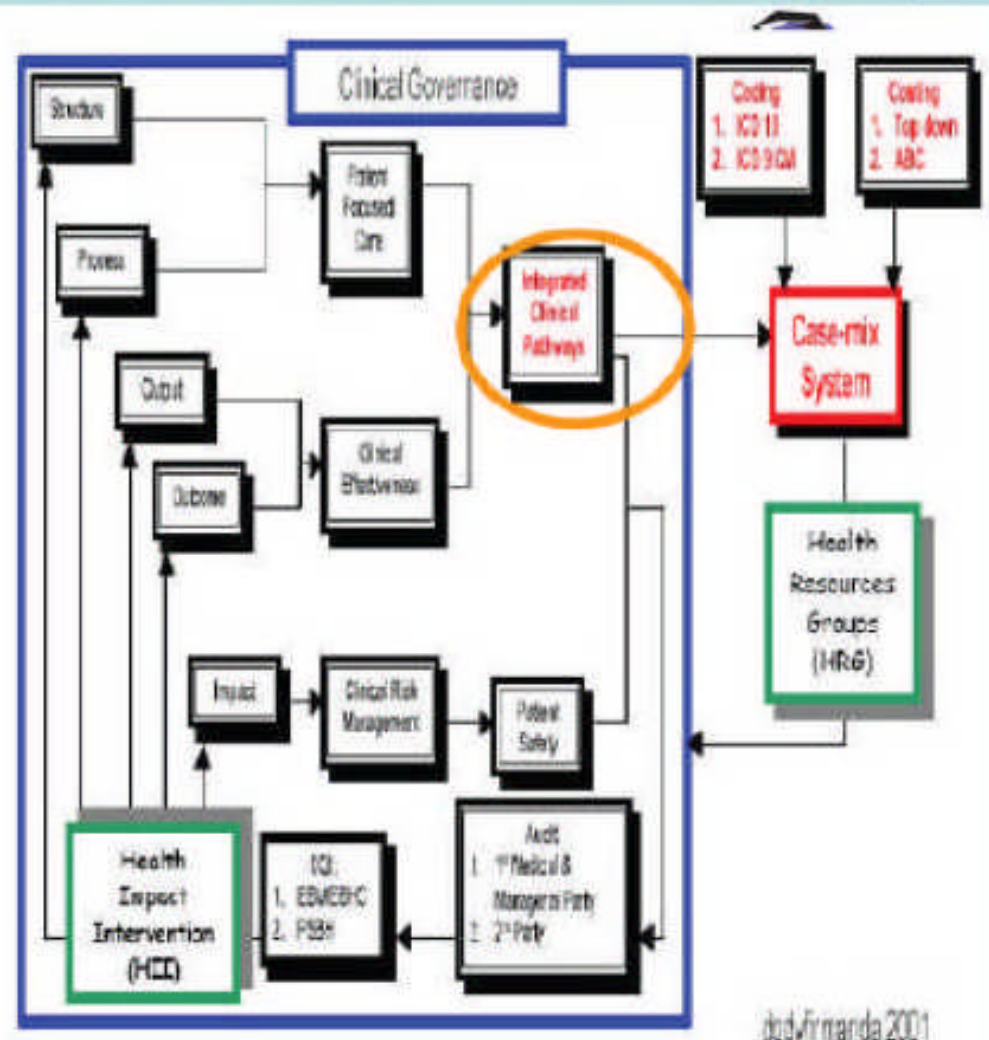 Clinical Governance
Structure
Process
Patient
Focused
Care
Integrated
Clinical
Pathways
Output
Outcome
Clinical
Effectiveness
Impact
Clinical Risk
Management
Patient
Safety
Health
Impact
Intervention
(HII)
1. EBM/EBHC
2.
Audit
1. 1st Medical &
Managerial Party
2. 2nd Party
Coding
1. ICD 10
2. ICD 9 CM
Costing
1. Top down
2. ABC
Case-mix
System
Health
Resources
Groups
(HRG)
dodyfirmanda 2001